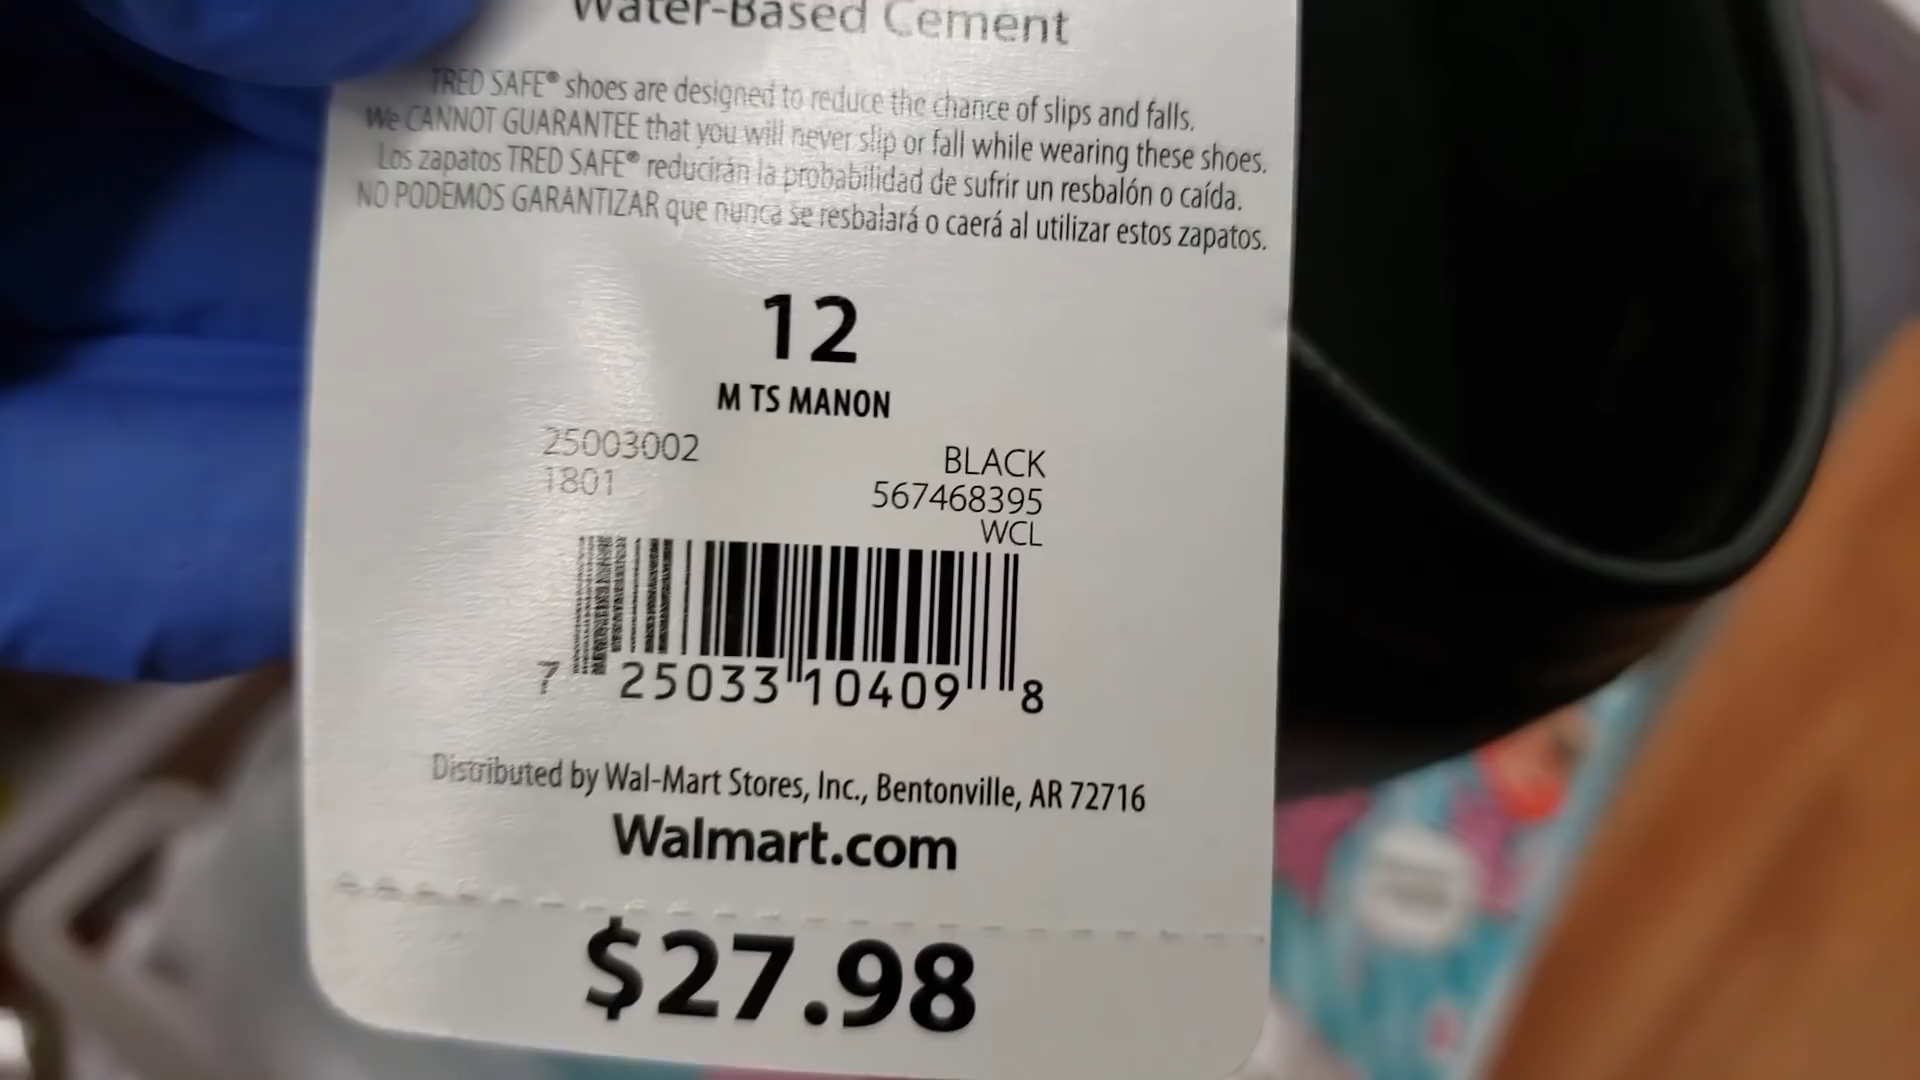 Water-Based Cement
TRED SAFE® shoes are designed to reduce the chance of slips and falls.
We CANNOT GUARANTEE that you will never slip or fall while wearing these shoes.
Los zapatos TRED SAFE® reducirán la probabilidad de sufrir un resbalón o caída.
NO PODEMOS GARANTIZAR que nunca se resbalará o caerá al utilizar estos zapatos.
12
M TS MANON
25003002 BLACK
1801 567468395
WCL
7 25033 10409 8
Distributed by Wal-Mart Stores, Inc., Bentonville, AR 72716
Walmart.com
$27.98